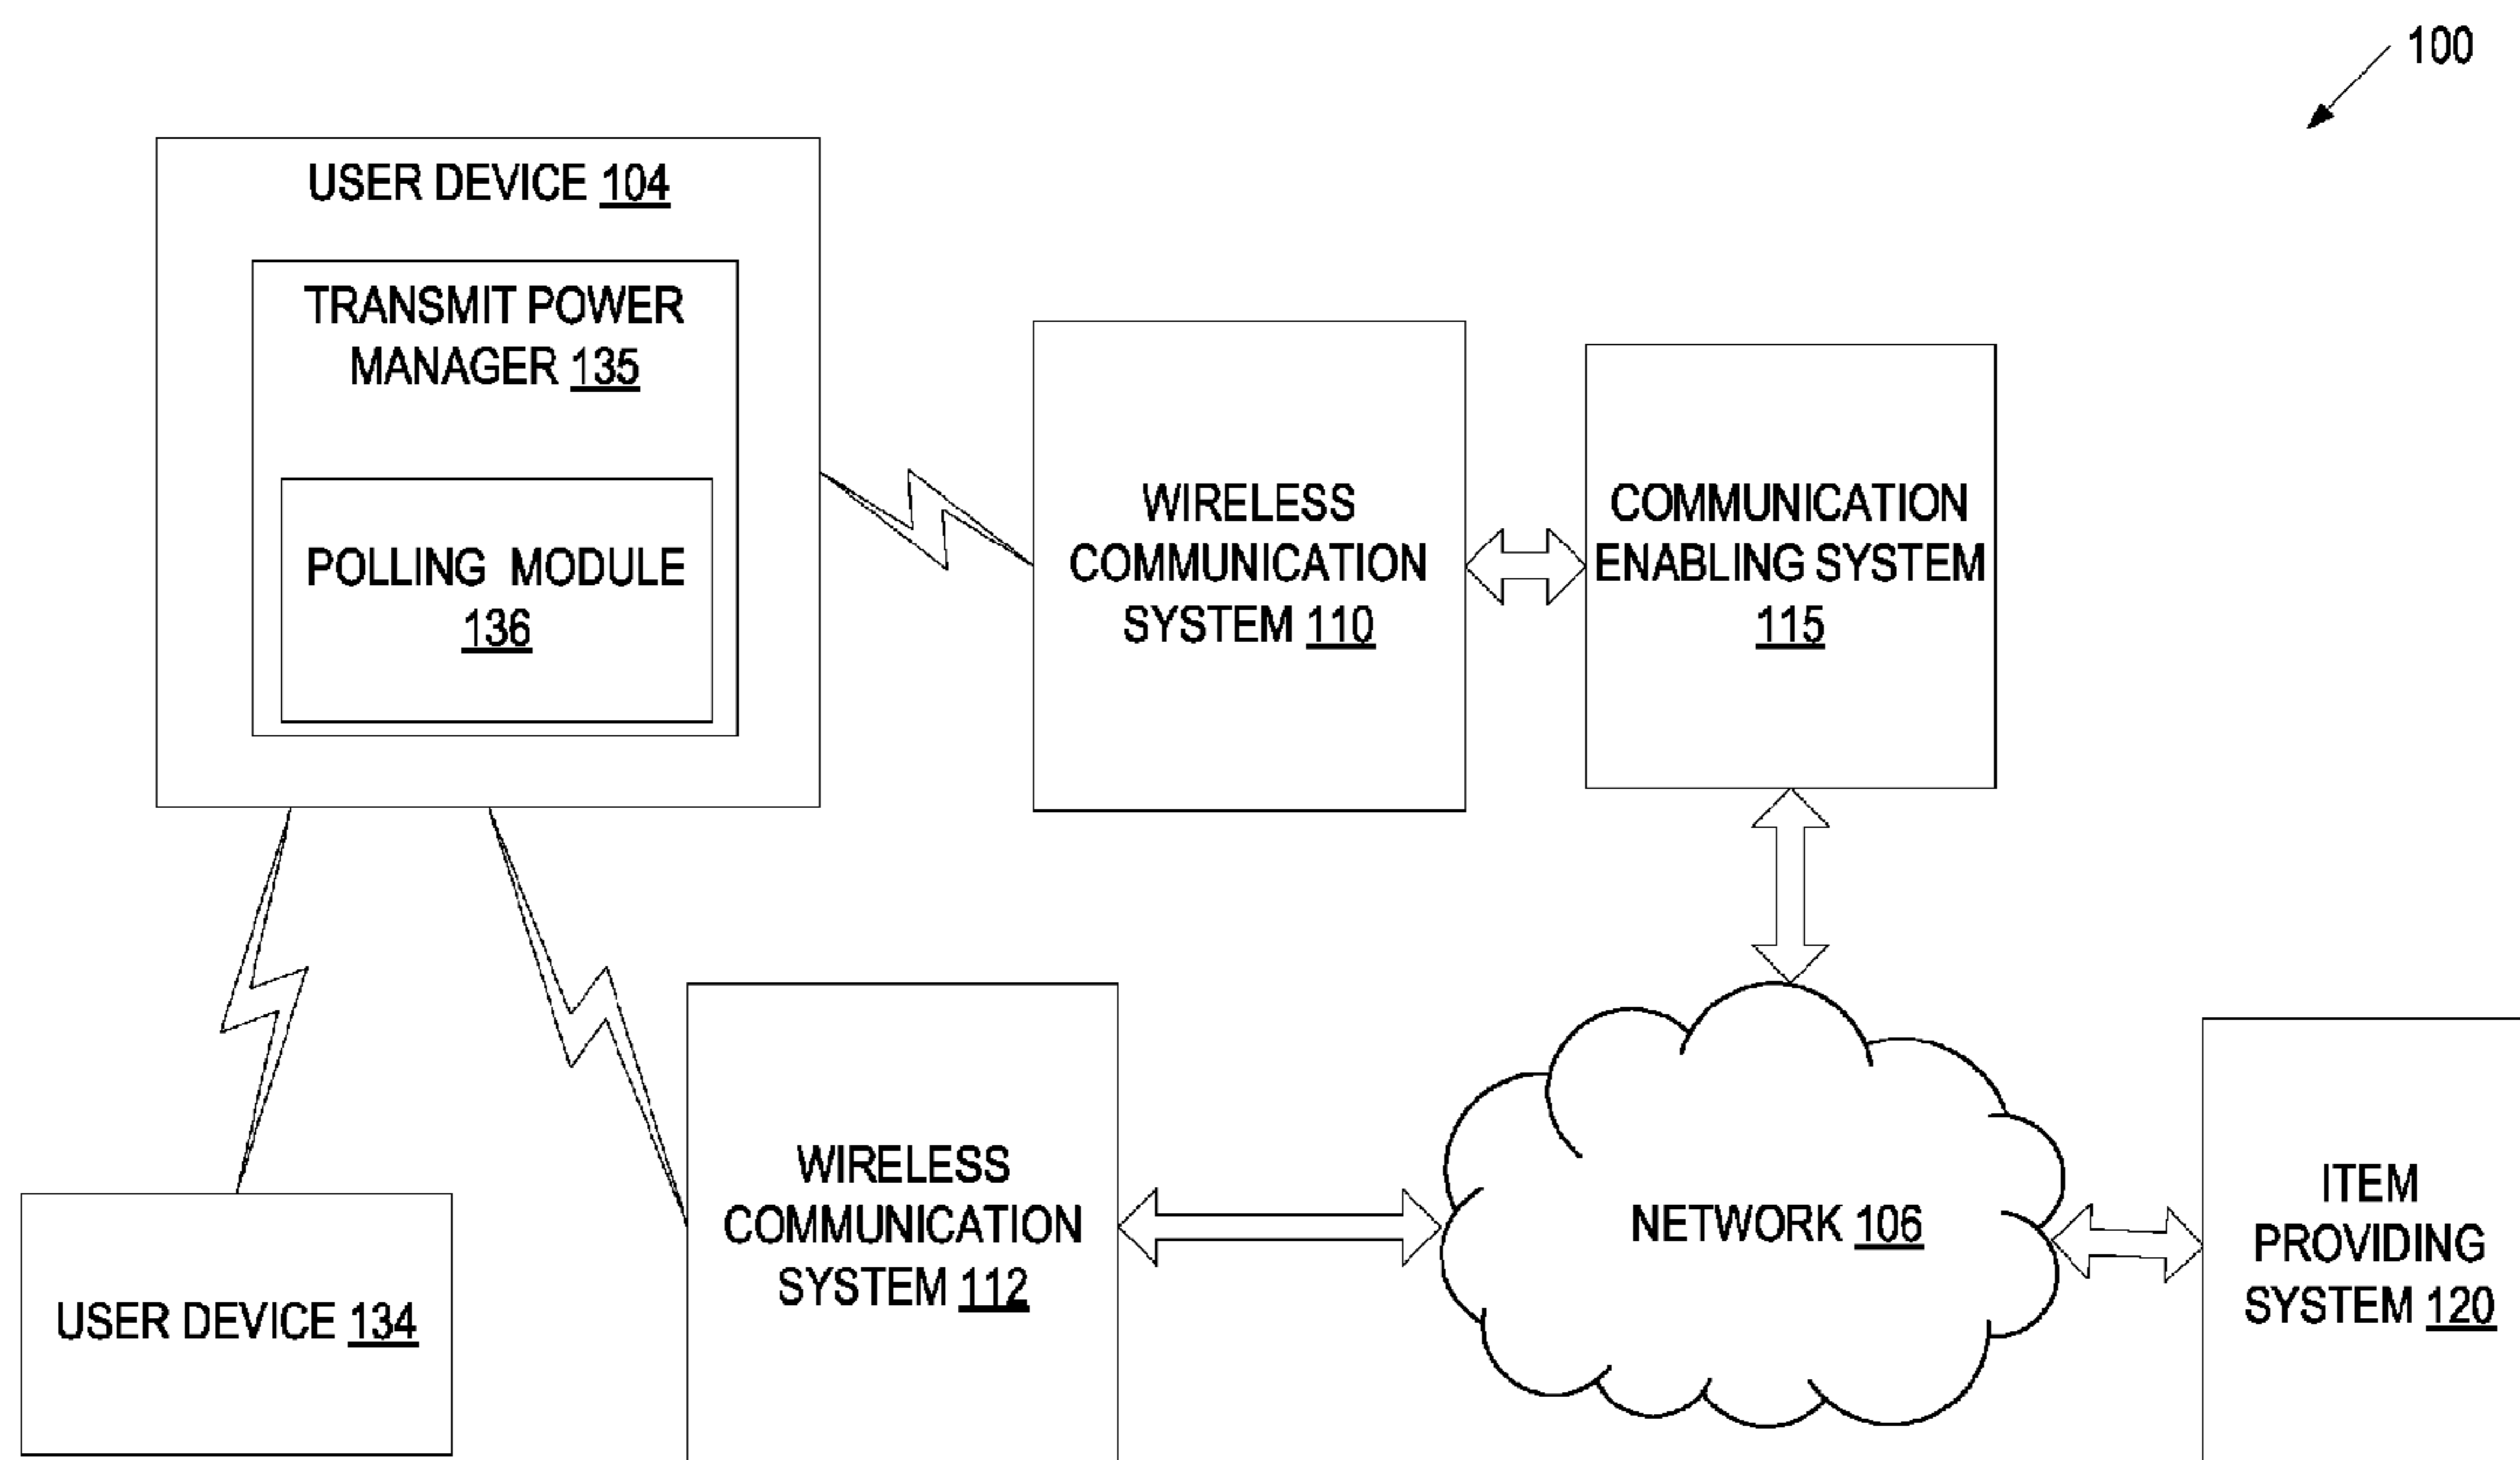 100
USER DEVICE 104
TRANSMIT POWER
MANAGER 135
POLLING MODULE
136
WIRELESS
COMMUNICATION
SYSTEM 110
COMMUNICATION
ENABLING SYSTEM
115
USER DEVICE 134
WIRELESS
COMMUNICATION
SYSTEM 112
NETWORK 106
ITEM
PROVIDING
SYSTEM 120